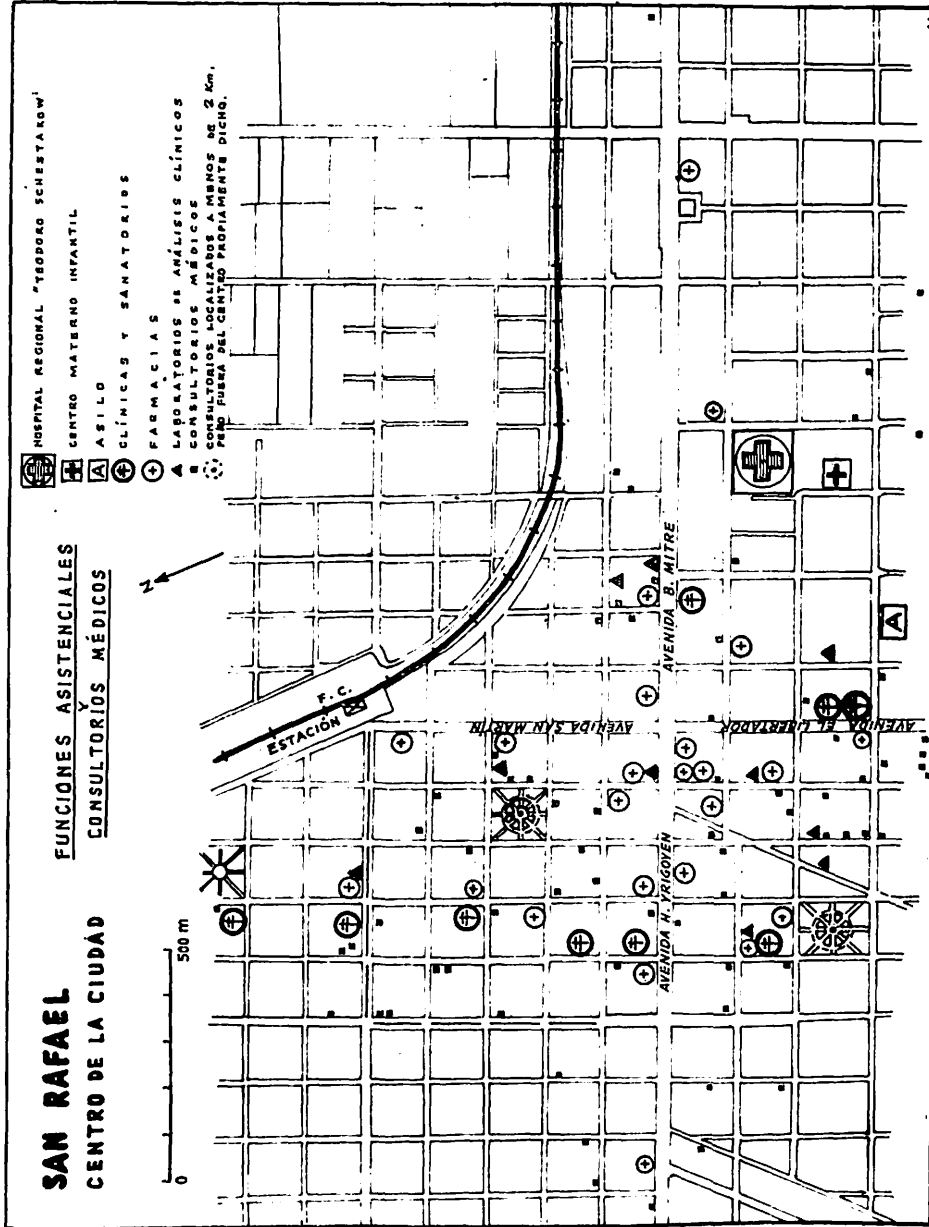 SAN RAFAEL
CENTRO DE LA CIUDAD
0
500 m
FUNCIONES ASISTENCIALES
Y
CONSULTORIOS MÉDICOS
N
HOSPITAL REGIONAL "TEODORO SCHESTAKOW'
CENTRO MATERNO INFANTIL
A
ASILO
CLÍNICAS Y SANATORIOS
FARMACIAS
LABORATORIOS DE ANÁLISIS CLÍNICOS
CONSULTORIOS MÉDICOS
CONSULTORIOS LOCALIZADOS A MENOS DE 2 Km,
PERO FUERA DEL CENTRO PROPIAMENTE DICHO.
F. C.
ESTACIÓN
AVENIDA SAN MARTÍN
AVENIDA EL LIBERTADOR
AVENIDA H. YRIGOYEN
AVENIDA B. MITRE
A